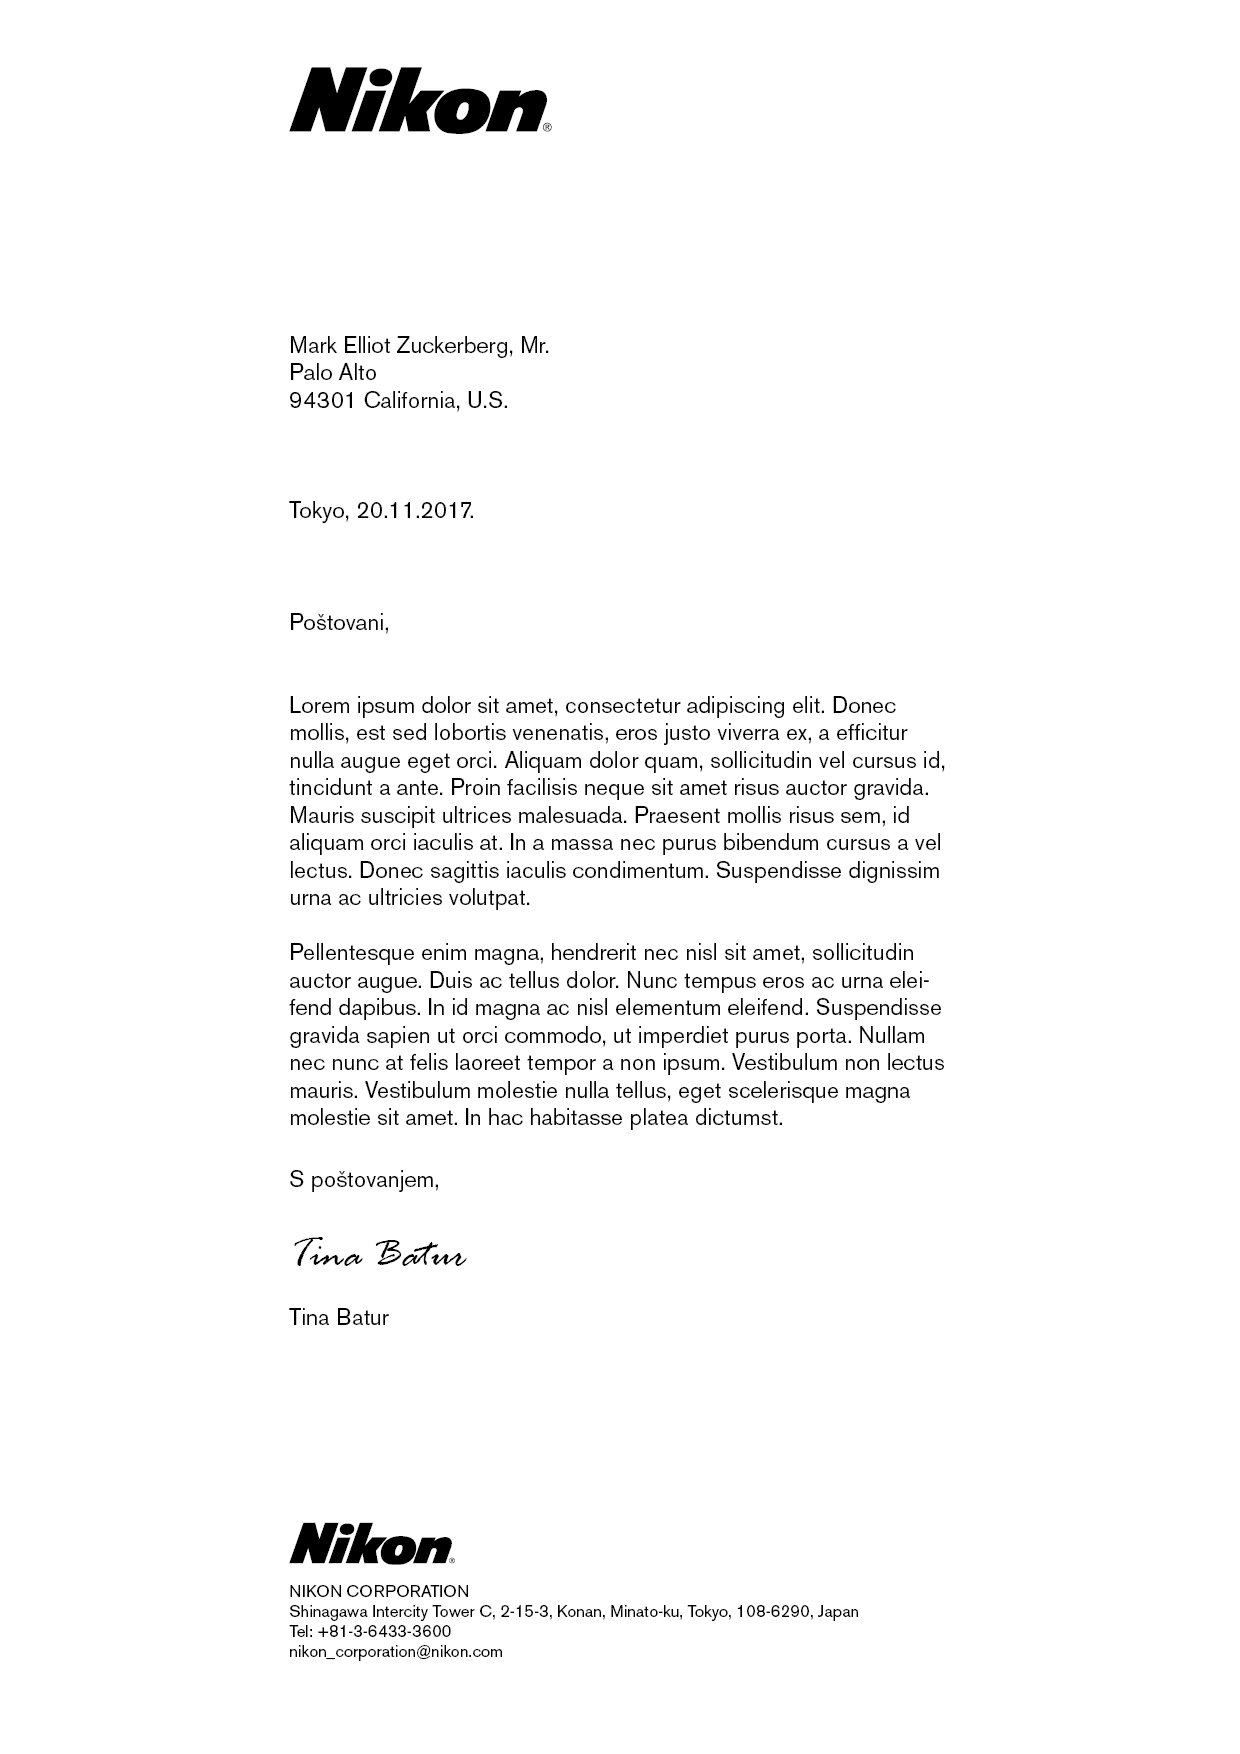 Nikon®
Mark Elliot Zuckerberg, Mr.
Palo Alto
94301 California, U.S.
Tokyo, 20.11.2017.
Poštovani,
Lorem ipsum dolor sit amet, consectetur adipiscing elit. Donec
mollis, est sed lobortis venenatis, eros justo viverra ex, a efficitur
nulla augue eget orci. Aliquam dolor quam, sollicitudin vel cursus id,
tincidunt a ante. Proin facilisis neque sit amet risus auctor gravida.
Mauris suscipit ultrices malesuada. Praesent mollis risus sem, id
aliquam orci iaculis at. In a massa nec purus bibendum cursus a vel
lectus. Donec sagittis iaculis condimentum. Suspendisse dignissim
urna ac ultricies volutpat.
Pellentesque enim magna, hendrerit nec nisl sit amet, sollicitudin
auctor augue. Duis ac tellus dolor. Nunc tempus eros ac urna elei-
fend dapibus. In id magna ac nisl elementum eleifend. Suspendisse
gravida sapien ut orci commodo, ut imperdiet purus porta. Nullam
nec nunc at felis laoreet tempor a non ipsum. Vestibulum non lectus
mauris. Vestibulum molestie nulla tellus, eget scelerisque magna
molestie sit amet. In hac habitasse platea dictumst.
S poštovanjem,
Tina Batur
Tina Batur
Nikon®
NIKON CORPORATION
Shinagawa Intercity Tower C, 2-15-3, Konan, Minato-ku, Tokyo, 108-6290, Japan
Tel: +81-3-6433-3600
nikon_corporation@nikon.com